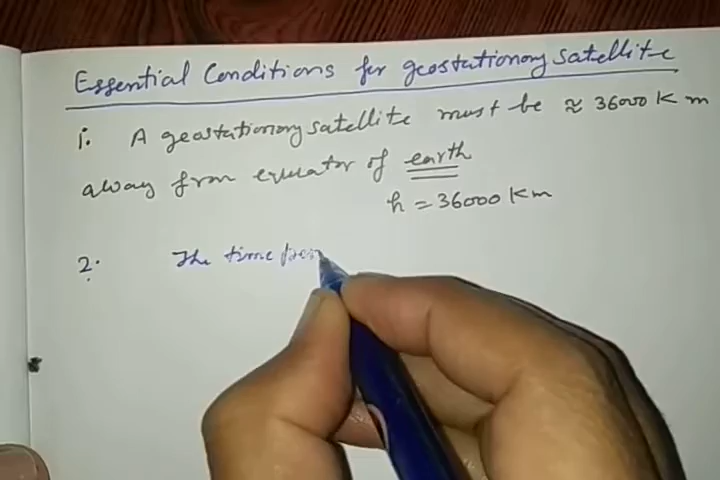 Essential Conditions for geostationary satellite
1. A geostationary satellite must be ≈ 36000 Km
away from equator of earth
h = 36000 Km
2. The time per